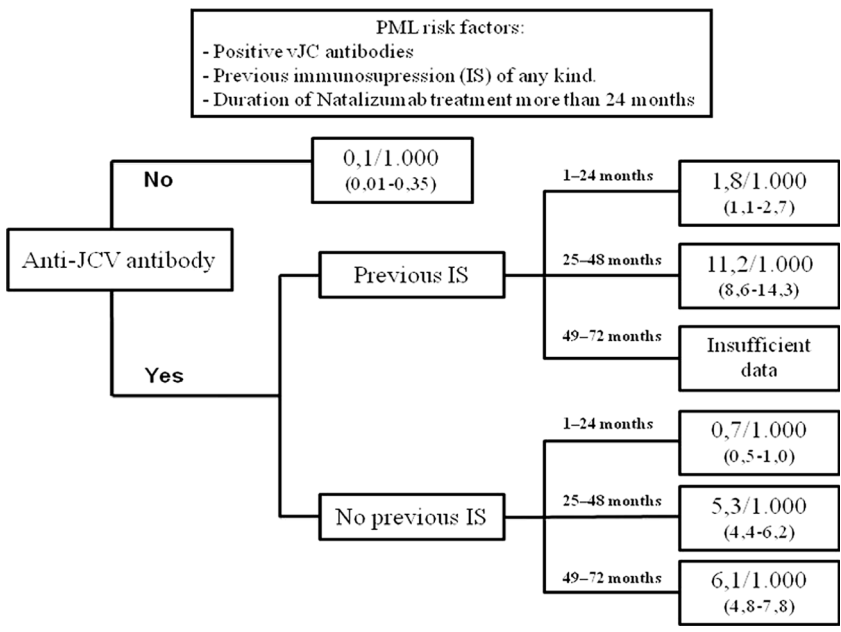 PML risk factors:
- Positive vJC antibodies
- Previous immunosupression (IS) of any kind.
- Duration of Natalizumab treatment more than 24 months
No
0,1/1.000
(0,01-0,35)
Anti-JCV antibody
Yes
Previous IS
1–24 months
1,8/1.000
(1,1-2,7)
25–48 months
11,2/1.000
(8,6-14,3)
49–72 months
Insufficient
data
No previous IS
1–24 months
0,7/1.000
(0,5-1,0)
25–48 months
5,3/1.000
(4,4-6,2)
49–72 months
6,1/1.000
(4,8-7,8)